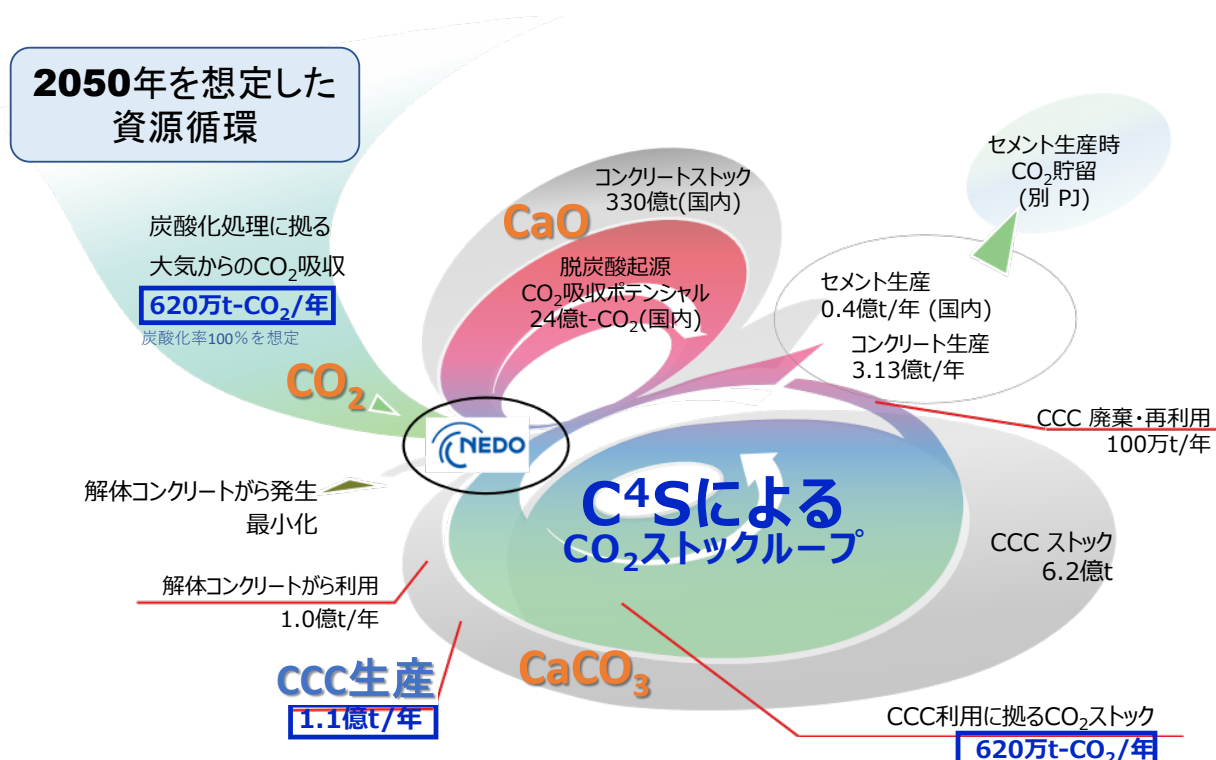 2050年を想定した
資源循環
炭酸化処理に拠る
大気からのCO₂吸収
620万t-CO₂/年
炭酸化率100%を想定
CO₂
コンクリートストック
330億t(国内)
CaO
脱炭酸起源
CO₂吸収ポテンシャル
24億t-CO₂(国内)
セメント生産時
CO₂貯留
(別 PJ)
セメント生産
0.4億t/年 (国内)
コンクリート生産
3.13億t/年
CCC 廃棄・再利用
100万t/年
NEDO
解体コンクリートがら発生
最小化
C⁴Sによる
CO₂ストックループ
CCC ストック
6.2億t
解体コンクリートがら利用
1.0億t/年
CCC生産
1.1億t/年
CaCO₃
CCC利用に拠るCO₂ストック
620万t-CO₂/年